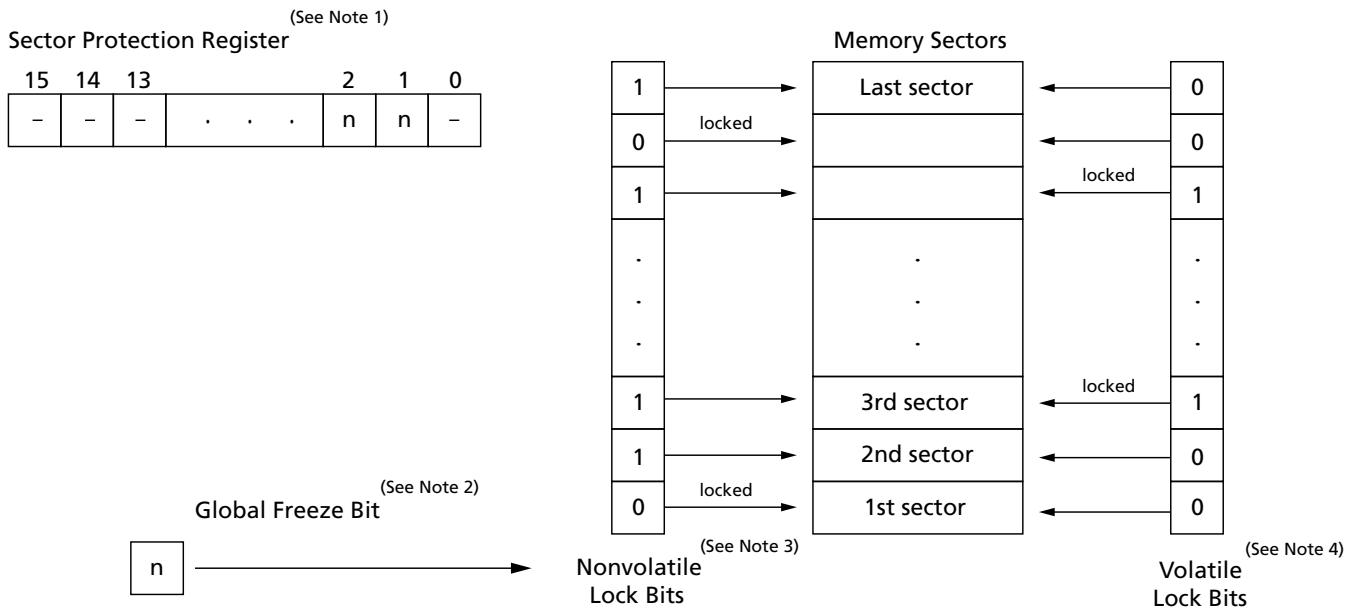 (See Note 1)
Sector Protection Register
Memory Sectors
15 14 13 2 1 0
– – – . . . n n –
1 Last sector 0
0 locked 0
1 locked 1
. . .
. . .
. . .
1 3rd sector locked 1
1 2nd sector 0
0 locked 1st sector 0
(See Note 2)
Global Freeze Bit
n
(See Note 3)
Nonvolatile
Lock Bits
(See Note 4)
Volatile
Lock Bits